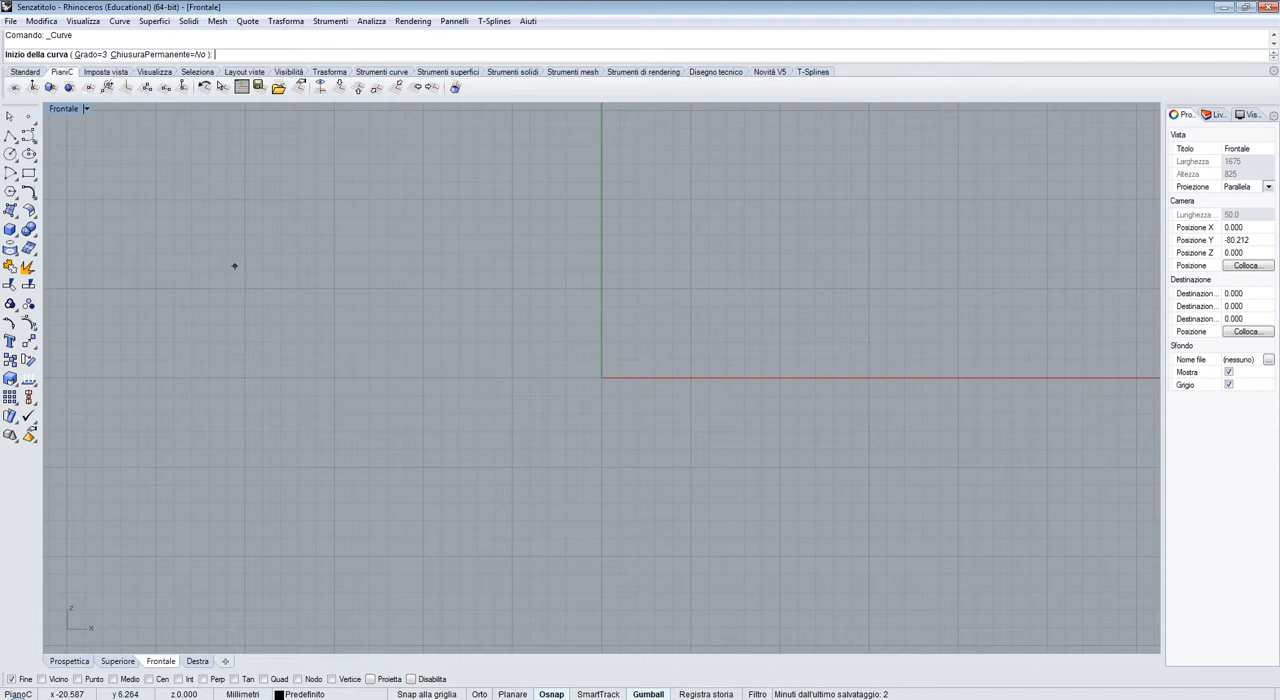 Senzatitolo - Rhinoceros (Educational) (64-bit) - [Frontale]
File Modifica Visualizza Curve Superfici Solidi Mesh Quote Trasforma Strumenti Analizza Rendering Pannelli T-Splines Aiuti
Comando: _Curve
Inizio della curva ( Grado=3 ChiusuraPermanente=No ):
Standard PianiC Imposta vista Visualizza Seleziona Layout viste Visibilità Trasforma Strumenti curve Strumenti superfici Strumenti solidi Strumenti mesh Strumenti di rendering Disegno tecnico Novità V5 T-Splines
Frontale
Pro.. Liv... Vis...
Vista
Titolo Frontale
Larghezza 1675
Altezza 825
Proiezione Parallela
Camera
Lunghezza ... 50.0
Posizione X 0.000
Posizione Y -80.212
Posizione Z 0.000
Posizione Colloca...
Destinazione
Destinazion... 0.000
Destinazion... 0.000
Destinazion... 0.000
Posizione Colloca...
Sfondo
Nome file (nessuno) ...
Mostra
Grigio
z
x
Prospettica Superiore Frontale Destra
Fine Vicino Punto Medio Cen Int Perp Tan Quad Nodo Vertice Proietta Disabilita
PianoC x -20.587 y 6.264 z 0.000 Millimetri Predefinito Snap alla griglia Orto Planare Osnap SmartTrack Gumball Registra storia Filtro Minuti dall'ultimo salvataggio: 2